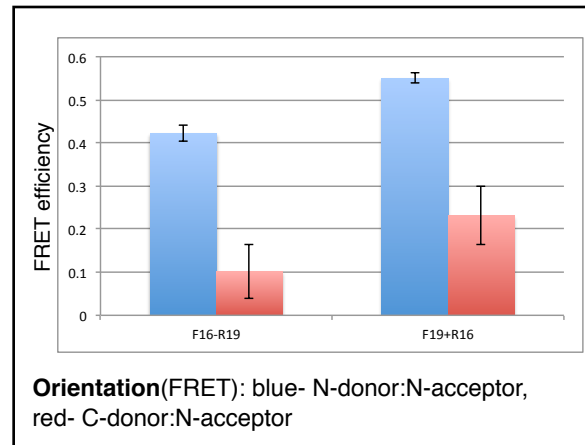 0.6
0.5
0.4
0.3
0.2
0.1
0
FRET efficiency
F16-R19
F19+R16
Orientation(FRET): blue- N-donor:N-acceptor,
red- C-donor:N-acceptor